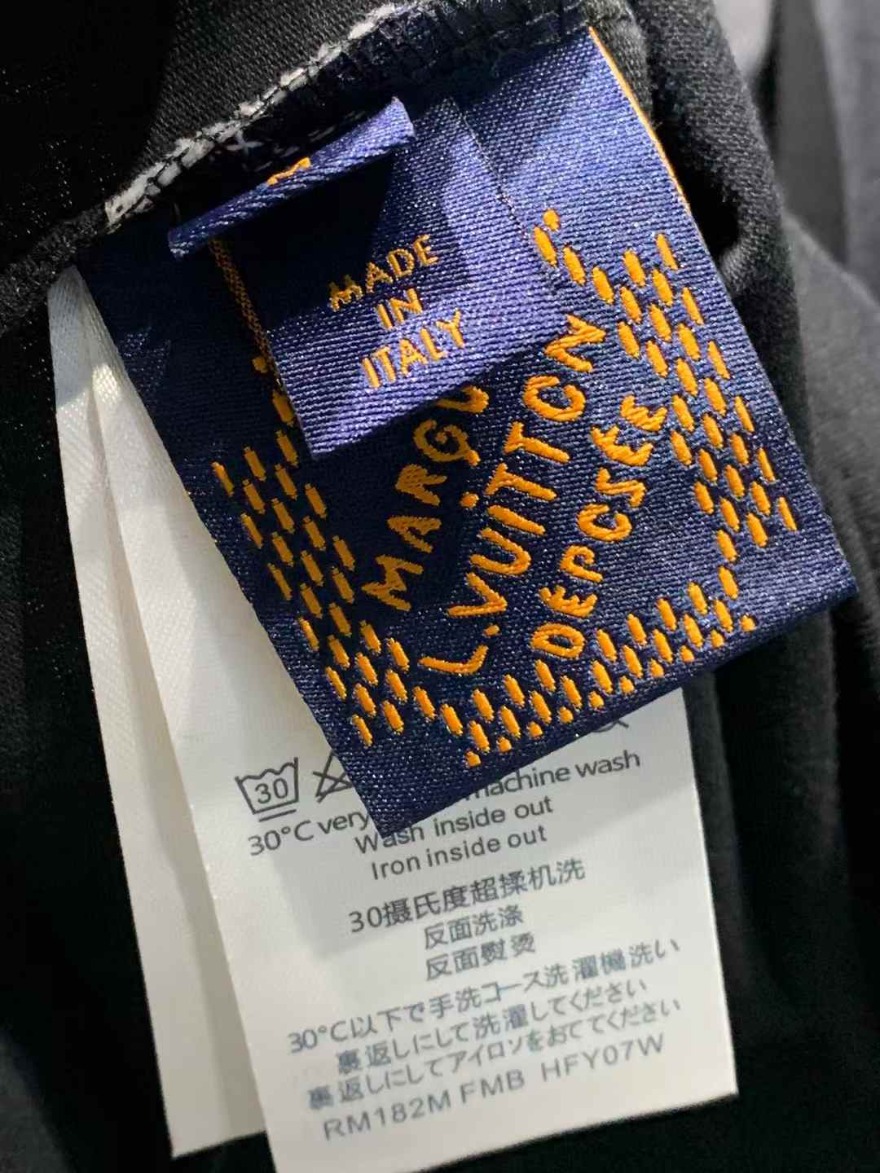 M
MADE
IN
ITALY
L.VUITTON
DÉPOSÉE
30
30°C very machine wash
Wash inside out
Iron inside out
30摄氏度超揉机洗
反面洗涤
反面熨烫
30°C以下で手洗コース洗濯機洗い
裏返しにして洗濯してください
裏返しにしてアイロソをおててください
RM182M FMB HFY07W